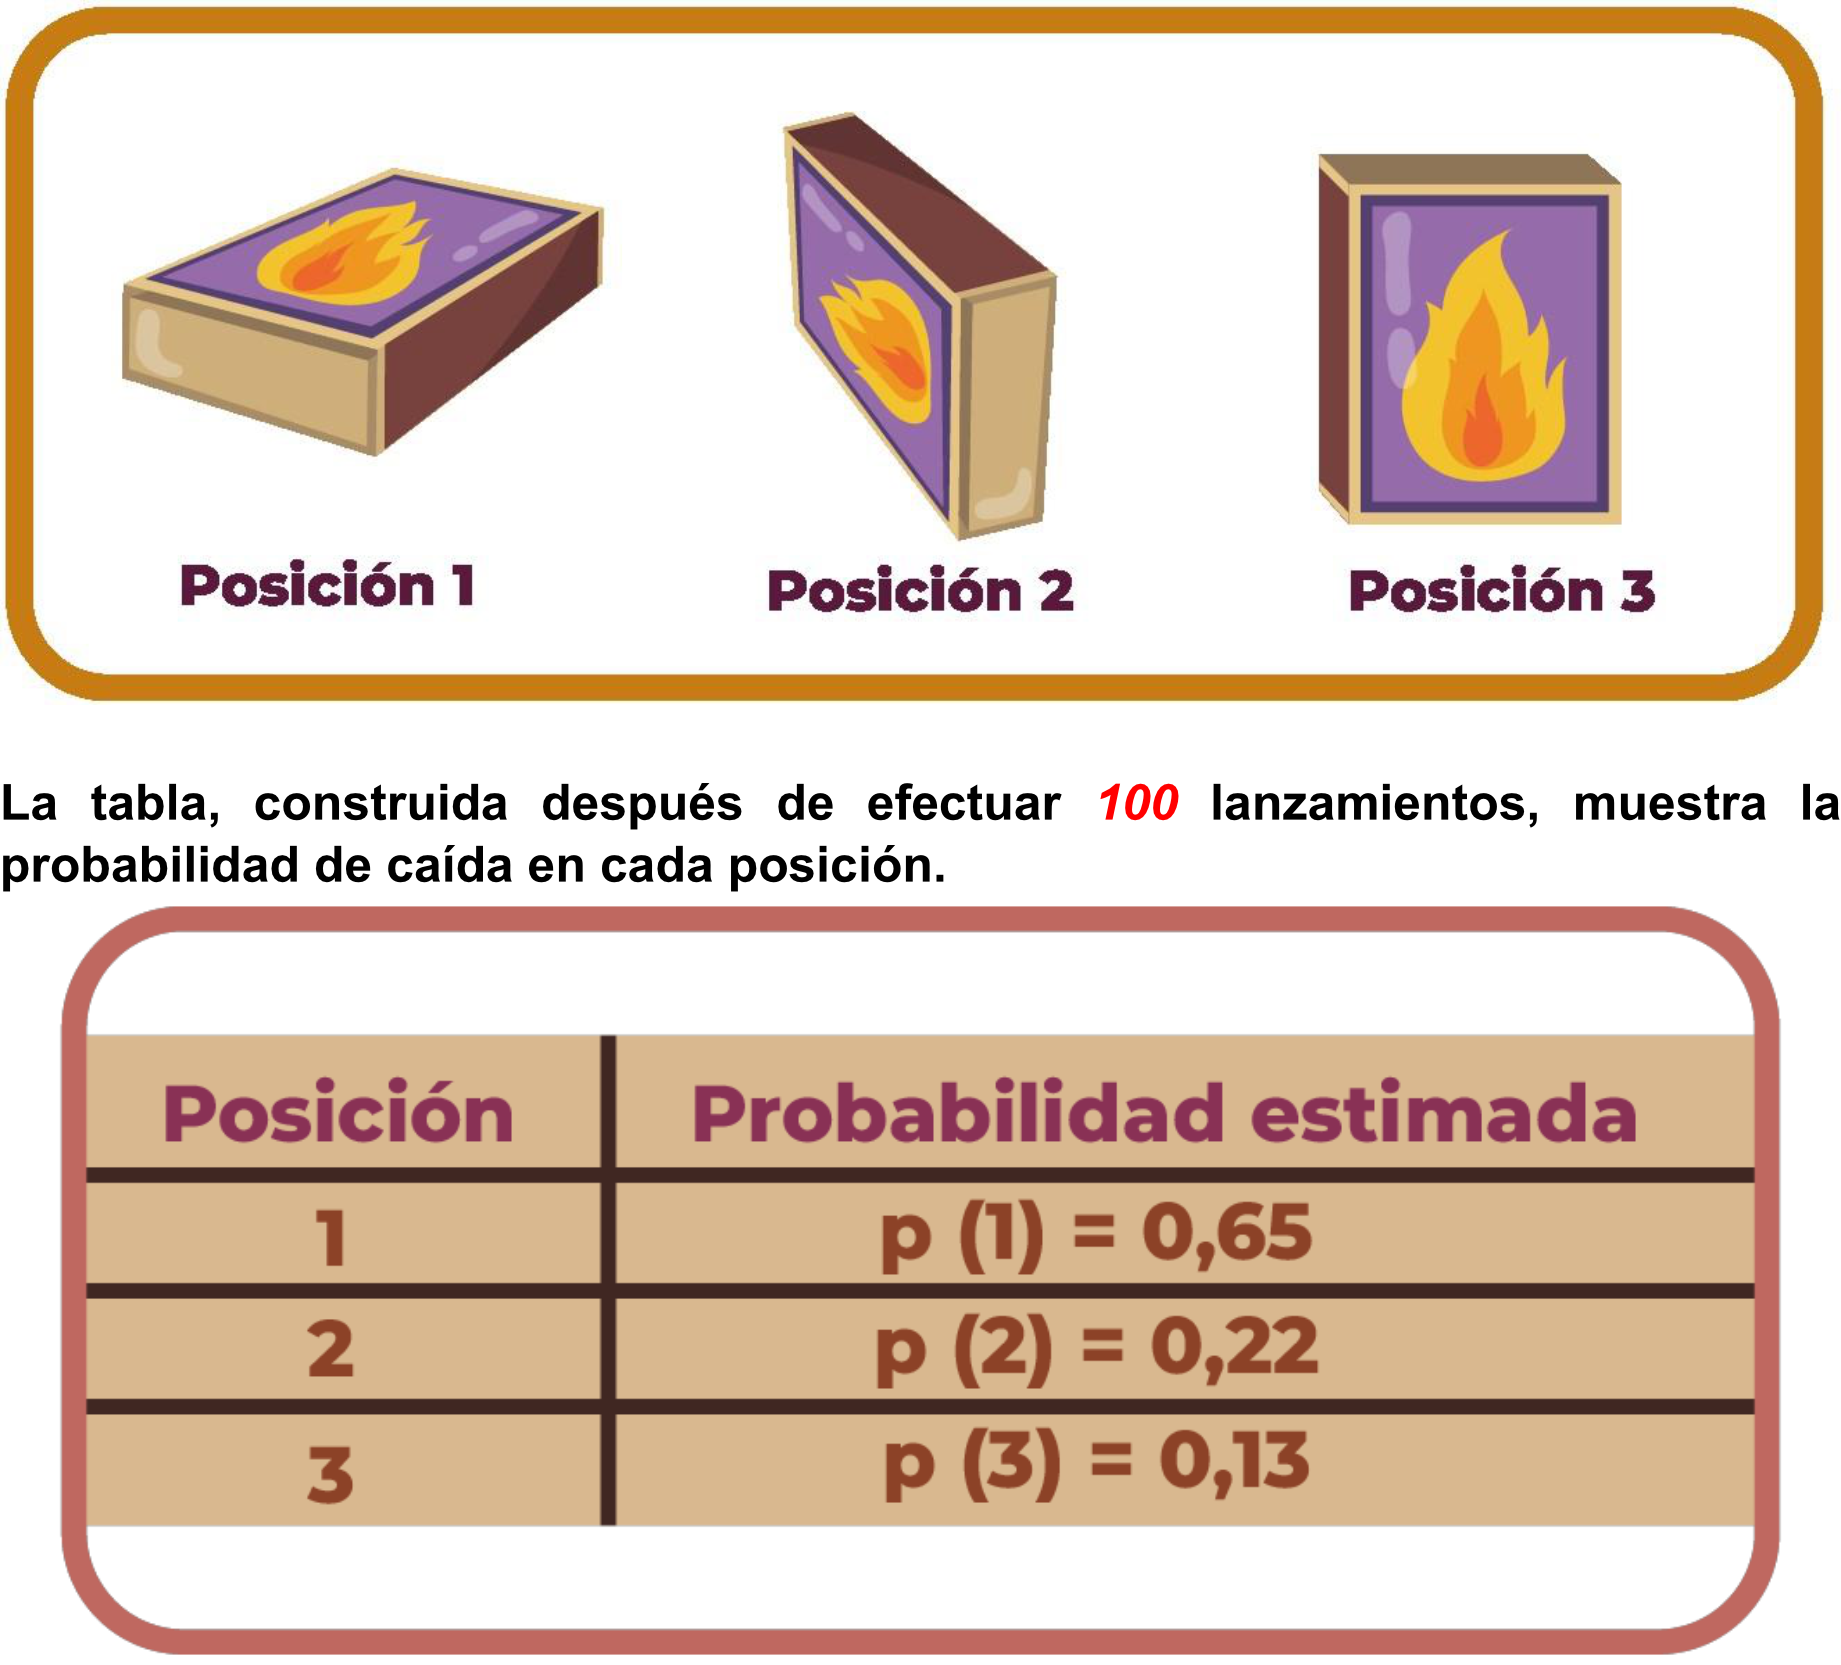 Posición 1
Posición 2
Posición 3
La tabla, construida después de efectuar 100 lanzamientos, muestra la
probabilidad de caída en cada posición.
Posición Probabilidad estimada
1 p (1) = 0,65
2 p (2) = 0,22
3 p (3) = 0,13